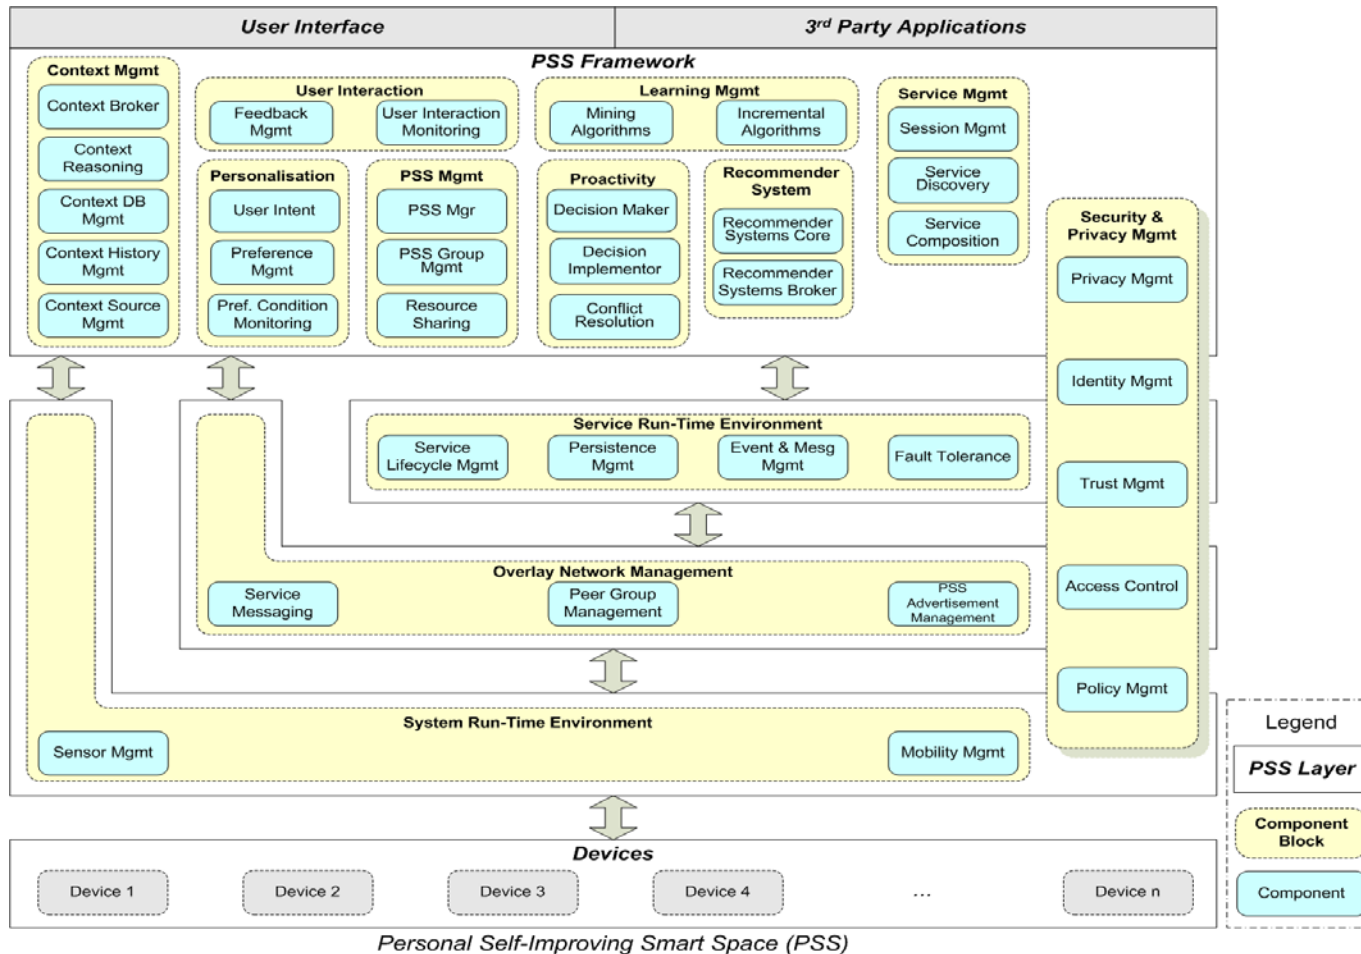 User Interface
3rd Party Applications
PSS Framework
Context Mgmt
Context Broker
Context
Reasoning
Context DB
Mgmt
Context History
Mgmt
Context Source
Mgmt
User Interaction
Feedback
Mgmt
User Interaction
Monitoring
Personalisation
User Intent
Preference
Mgmt
Pref. Condition
Monitoring
PSS Mgmt
PSS Mgr
PSS Group
Mgmt
Resource
Sharing
Learning Mgmt
Mining
Algorithms
Incremental
Algorithms
Proactivity
Decision Maker
Decision
Implementor
Conflict
Resolution
Recommender
System
Recommender
Systems Core
Recommender
Systems Broker
Service Mgmt
Session Mgmt
Service
Discovery
Service
Composition
Security &
Privacy Mgmt
Privacy Mgmt
Identity Mgmt
Trust Mgmt
Access Control
Policy Mgmt
Service Run-Time Environment
Service
Lifecycle Mgmt
Persistence
Mgmt
Event & Mesg
Mgmt
Fault Tolerance
Overlay Network Management
Service
Messaging
Peer Group
Management
PSS
Advertisement
Management
System Run-Time Environment
Sensor Mgmt
Mobility Mgmt
Devices
Device 1
Device 2
Device 3
Device 4
...
Device n
Legend
PSS Layer
Component
Block
Component
Personal Self-Improving Smart Space (PSS)